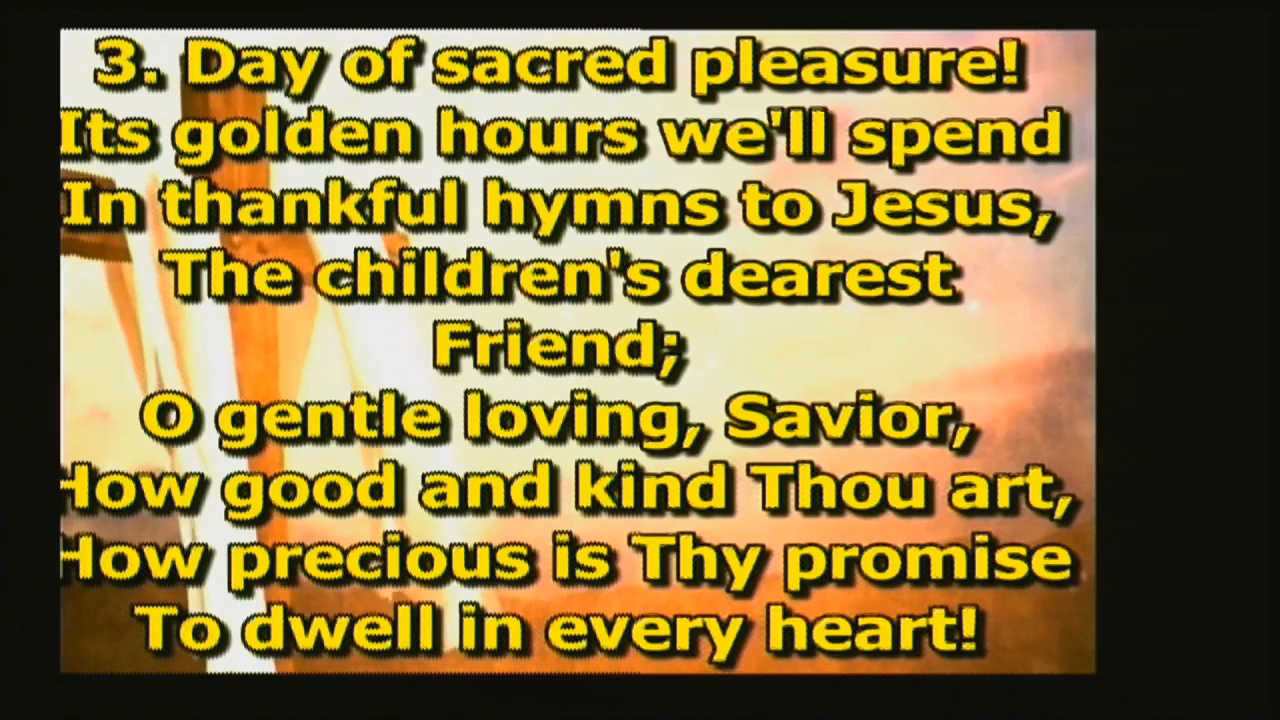 3. Day of sacred pleasure!
Its golden hours we'll spend
In thankful hymns to Jesus,
The children's dearest
Friend;
O gentle loving, Savior,
How good and kind Thou art,
How precious is Thy promise
To dwell in every heart!